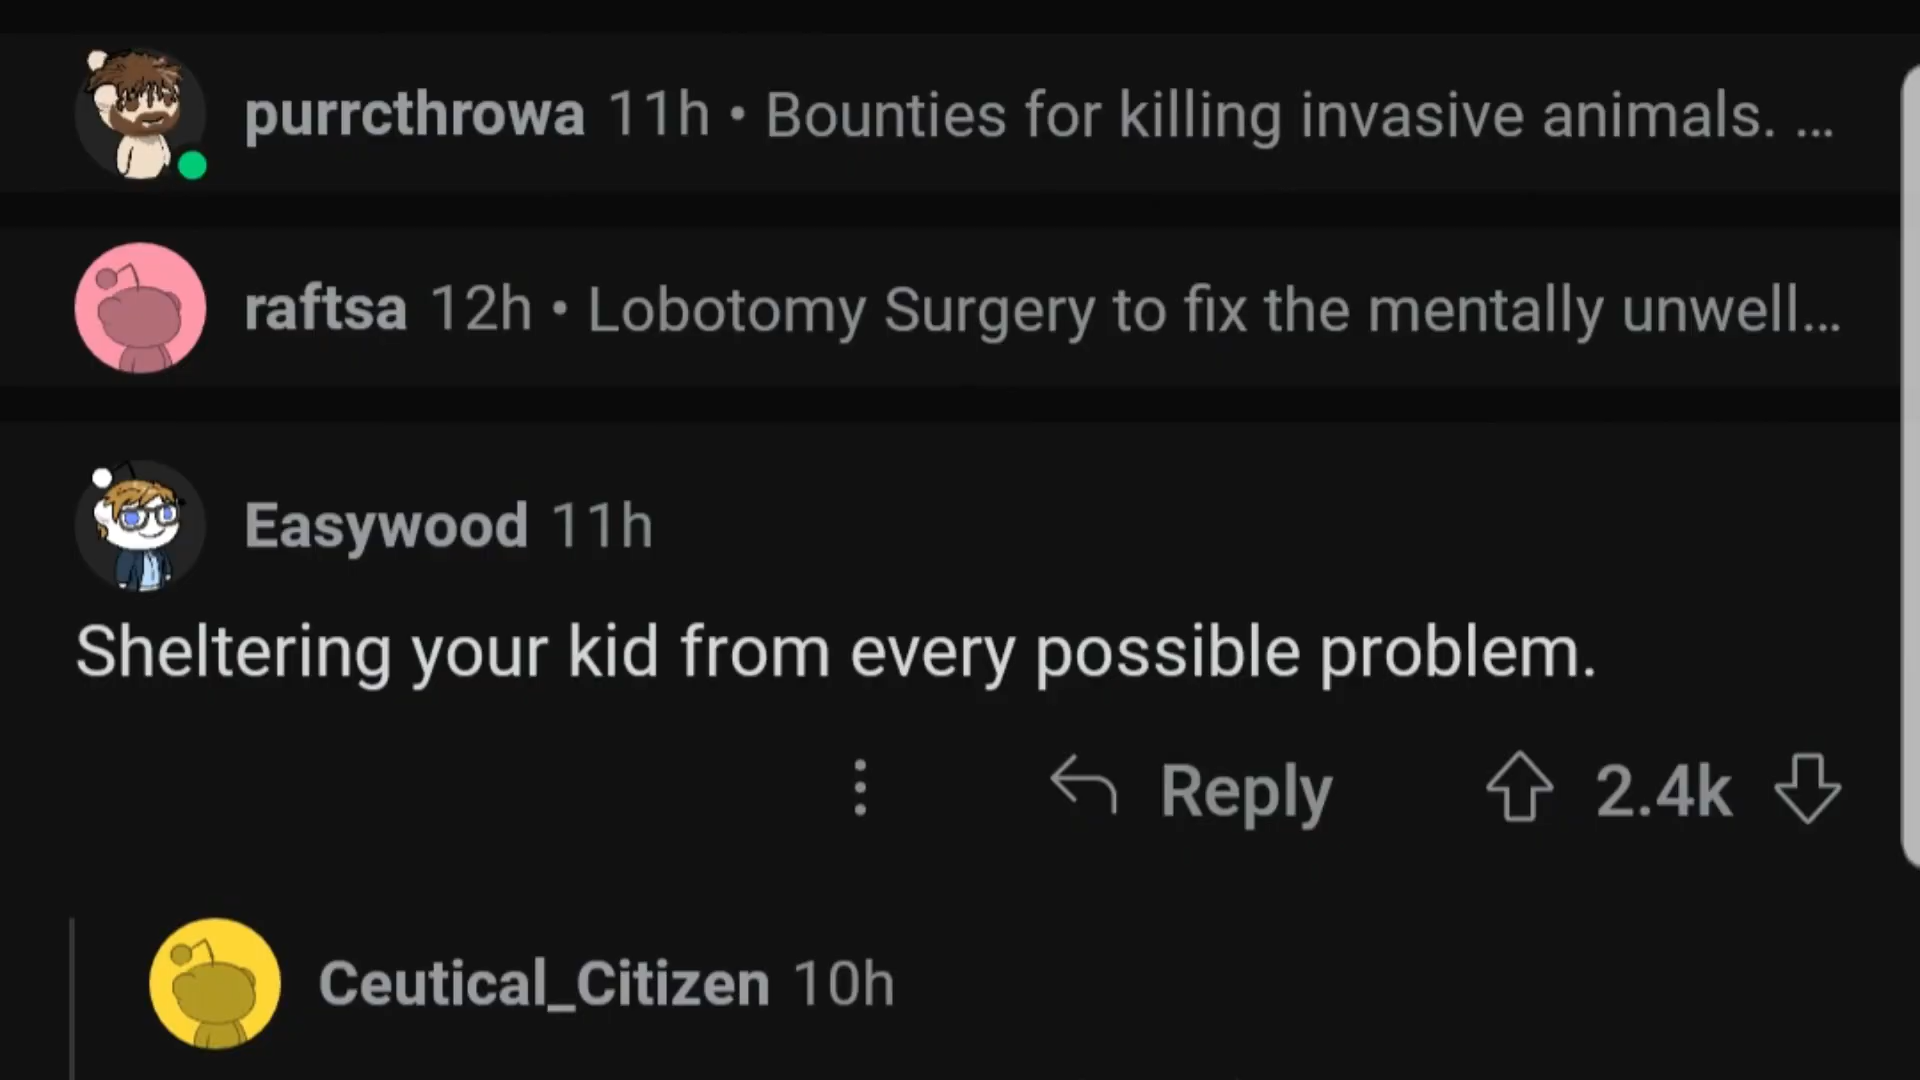 purrcthrowa 11h • Bounties for killing invasive animals. ...
raftsa 12h • Lobotomy Surgery to fix the mentally unwell...
Easywood 11h
Sheltering your kid from every possible problem.
Reply 2.4k
Ceutical_Citizen 10h